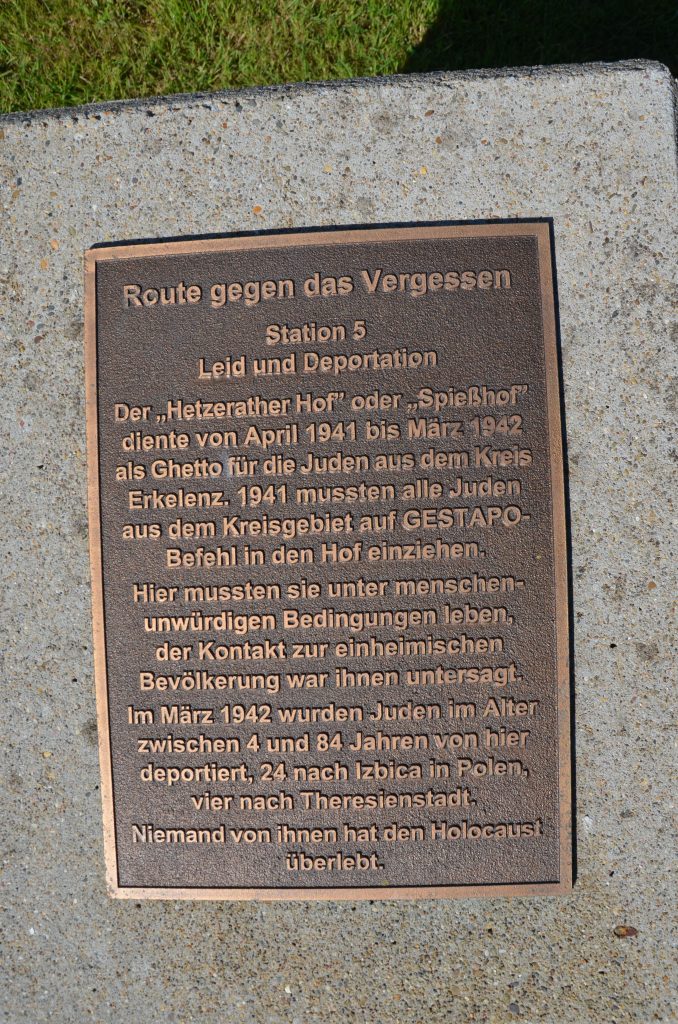 Route gegen das Vergessen
Station 5
Leid und Deportation
Der „Hetzerather Hof” oder „Spießhof”
diente von April 1941 bis März 1942
als Ghetto für die Juden aus dem Kreis
Erkelenz. 1941 mussten alle Juden
aus dem Kreisgebiet auf GESTAPO-
Befehl in den Hof einziehen.
Hier mussten sie unter menschen-
unwürdigen Bedingungen leben,
der Kontakt zur einheimischen
Bevölkerung war ihnen untersagt.
Im März 1942 wurden Juden im Alter
zwischen 4 und 84 Jahren von hier
deportiert, 24 nach Izbica in Polen,
vier nach Theresienstadt.
Niemand von ihnen hat den Holocaust
überlebt.